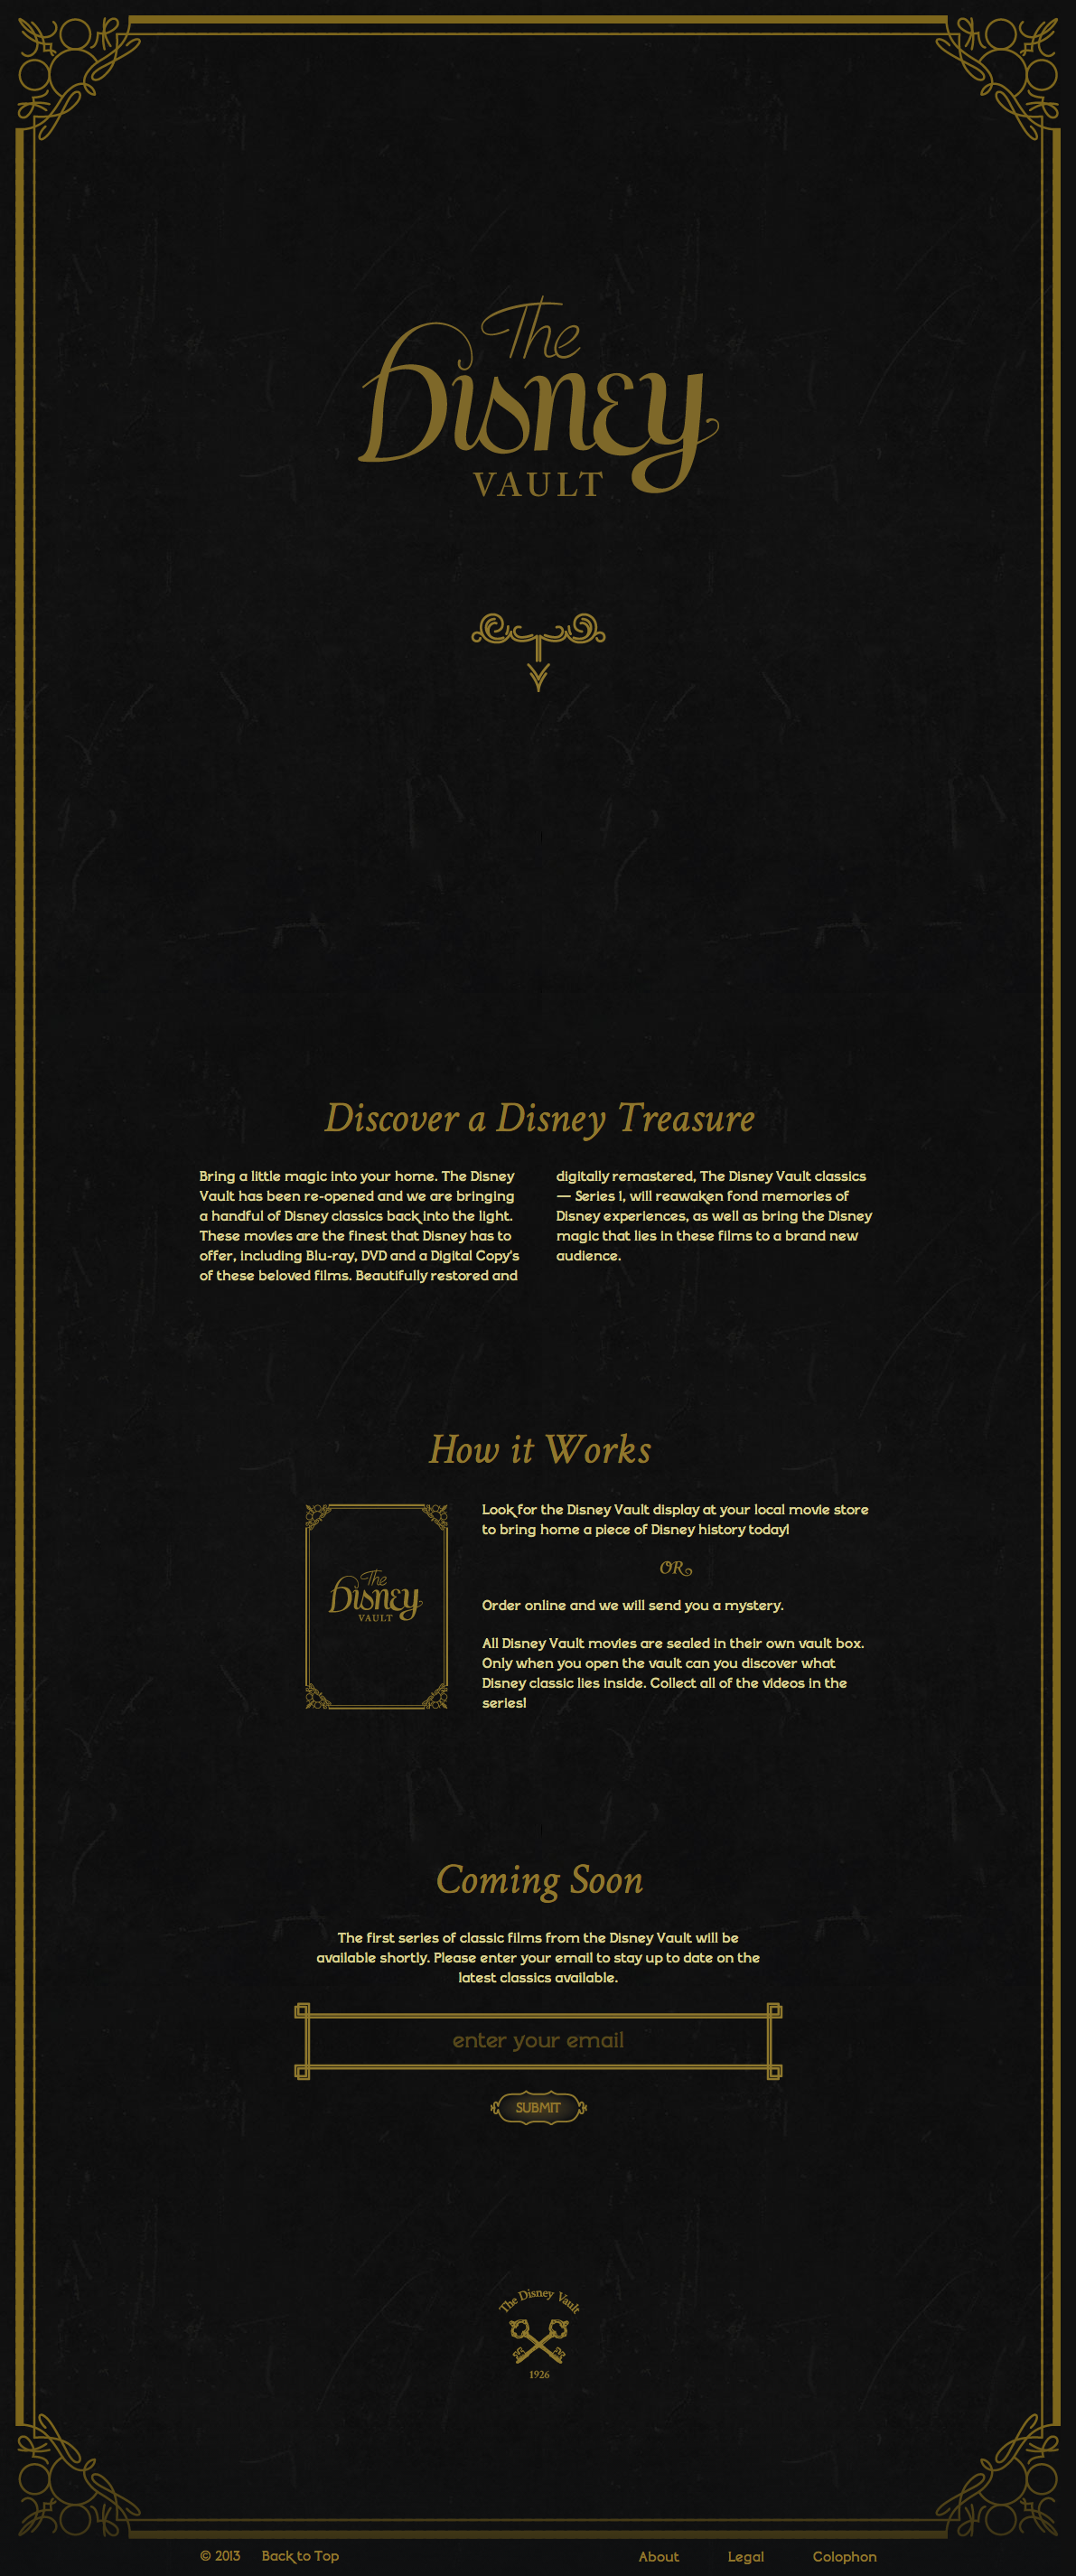 The
Disney
VAULT
Discover a Disney Treasure
Bring a little magic into your home. The Disney
Vault has been re-opened and we are bringing
a handful of Disney classics back into the light.
These movies are the finest that Disney has to
offer, including Blu-ray, DVD and a Digital Copy's
of these beloved films. Beautifully restored and
digitally remastered, The Disney Vault classics
— Series 1, will reawaken fond memories of
Disney experiences, as well as bring the Disney
magic that lies in these films to a brand new
audience.
How it Works
The
Disney
VAULT
Look for the Disney Vault display at your local movie store
to bring home a piece of Disney history today!
OR
Order online and we will send you a mystery.
All Disney Vault movies are sealed in their own vault box.
Only when you open the vault can you discover what
Disney classic lies inside. Collect all of the videos in the
series!
Coming Soon
The first series of classic films from the Disney Vault will be
available shortly. Please enter your email to stay up to date on the
latest classics available.
enter your email
SUBMIT
The Disney Vault
1926
© 2013 Back to Top About Legal Colophon